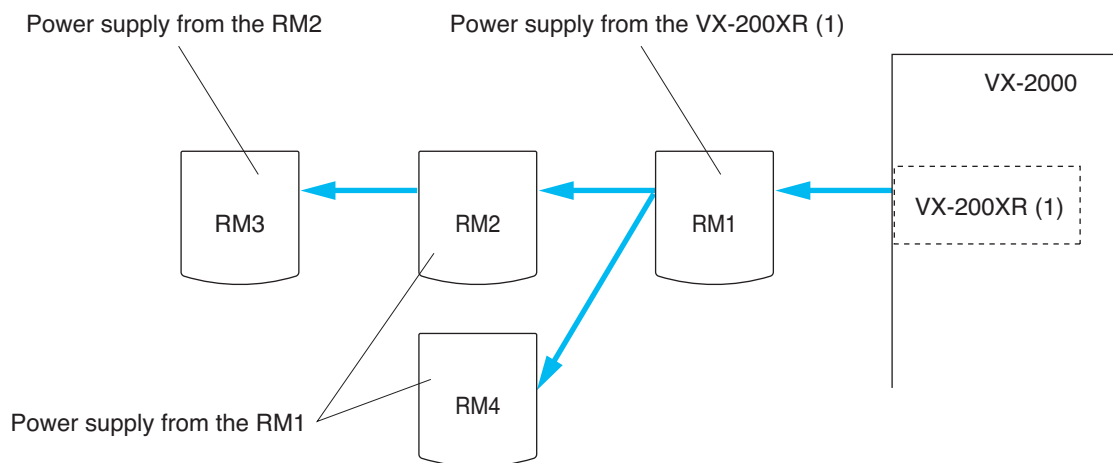 Power supply from the RM2
Power supply from the VX-200XR (1)
VX-2000
RM3
RM2
RM1
VX-200XR (1)
RM4
Power supply from the RM1